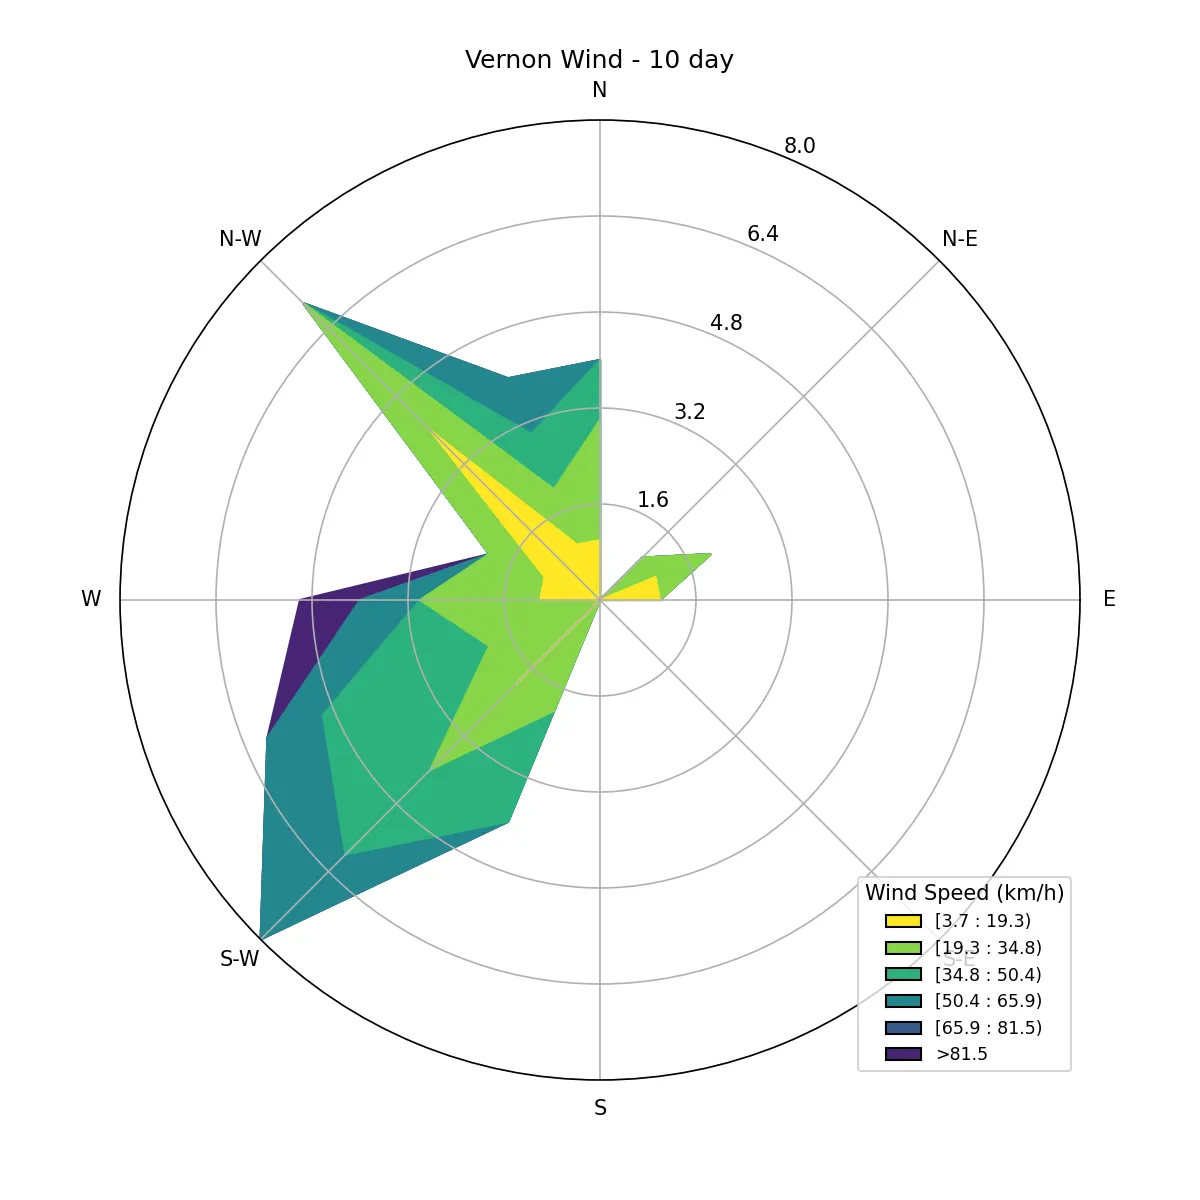 Vernon Wind - 10 day
N
8.0
N-W
N-E
6.4
4.8
3.2
1.6
W
E
S-W
S-E
S
Wind Speed (km/h)
[3.7 : 19.3)
[19.3 : 34.8)
[34.8 : 50.4)
[50.4 : 65.9)
[65.9 : 81.5)
>81.5